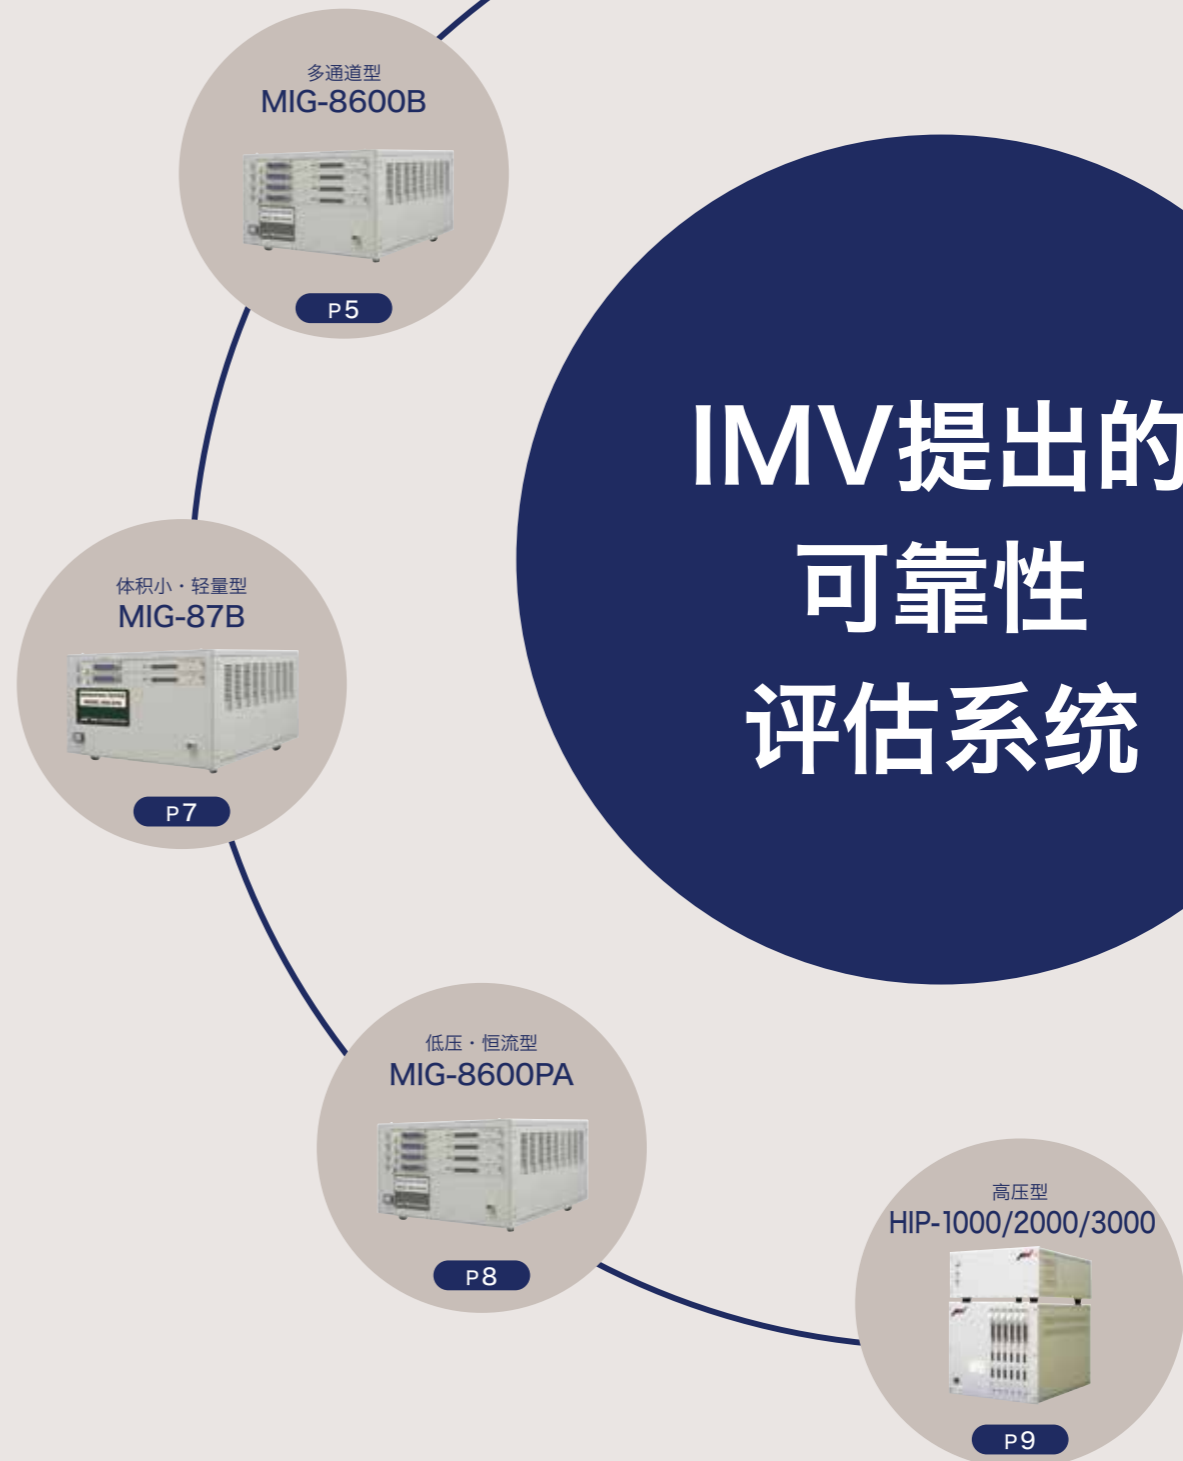 多通道型
MIG-8600B
P5
IMV提出的
可靠性
评估系统
体积小・轻量型
MIG-87B
P7
低压・恒流型
MIG-8600PA
P8
高压型
HIP-1000/2000/3000
P9